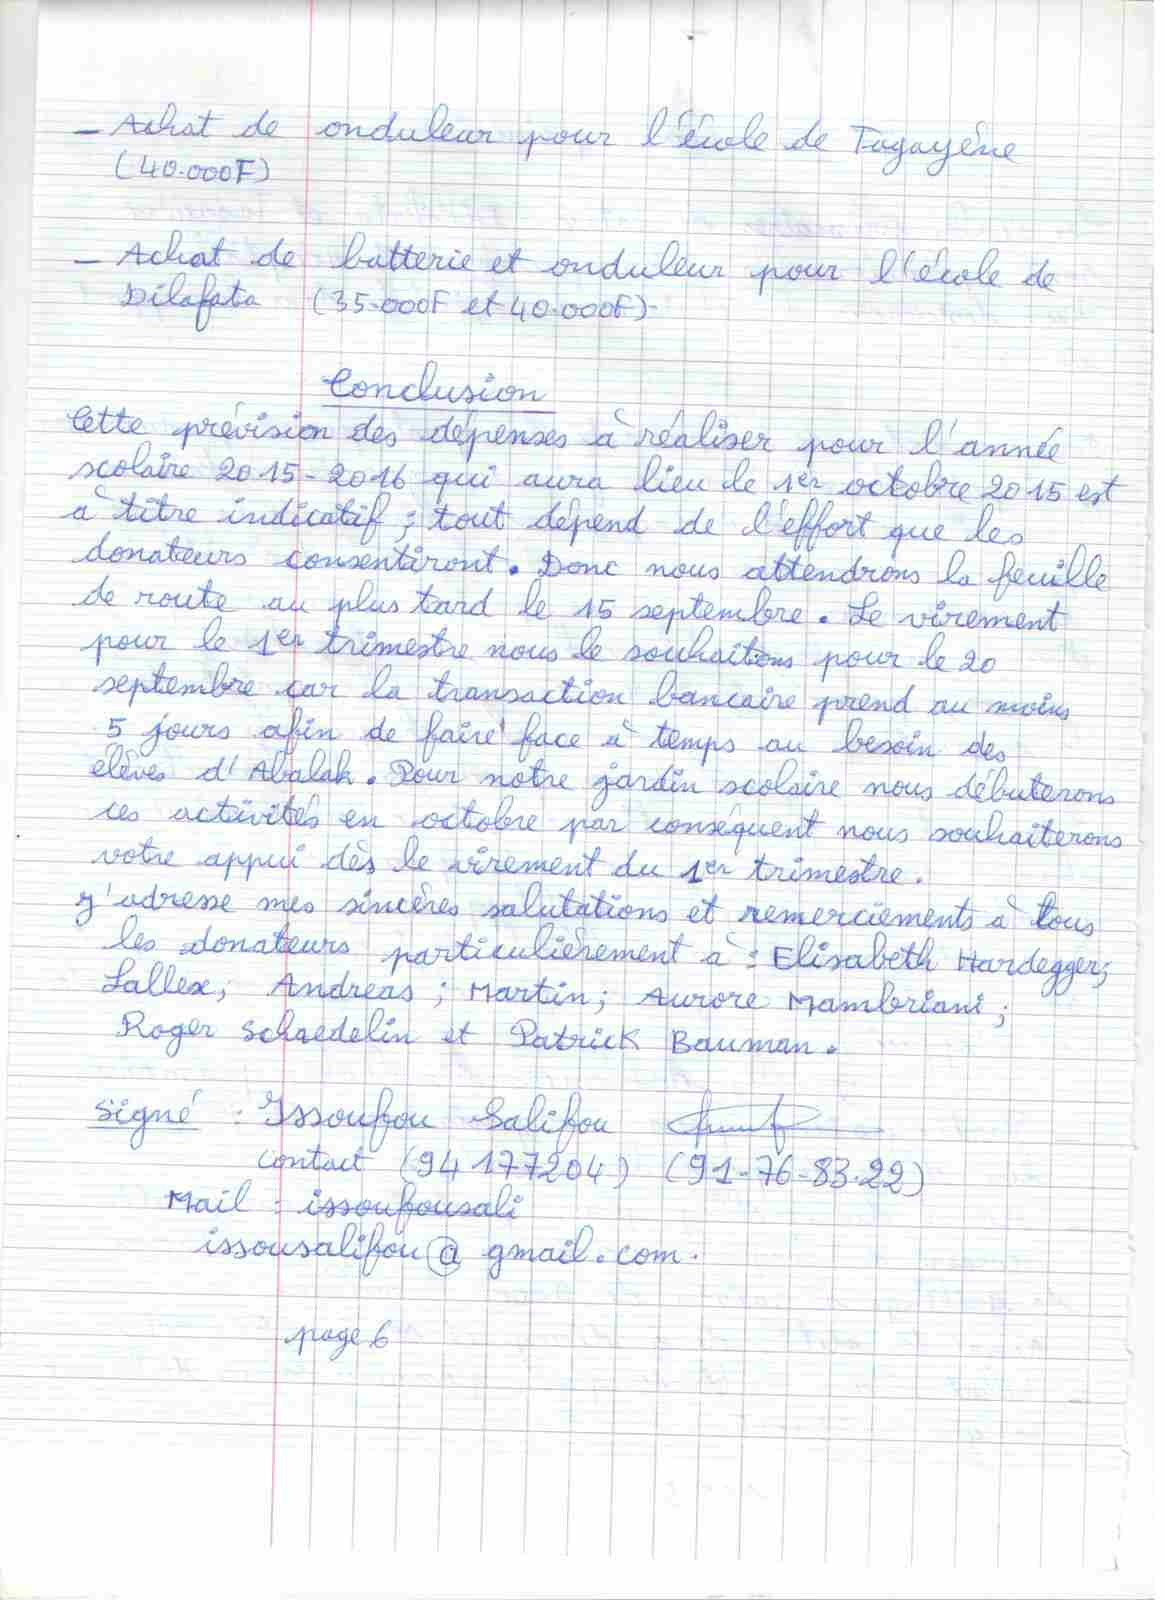 - Achat de onduleur pour l'école de Tagayéne
(40.000F)
- Achat de batterie et onduleur pour l'école de
Dilafata (35.000F et 40.000F)-
Conclusion
Cette prévision des dépenses à réaliser pour l'année
scolaire 2015-2016 qui aura lieu le 1er octobre 2015 est
à titre indicatif ; tout dépend de l'effort que les
donateurs consentiront. Donc nous attendrons la feuille
de route au plus tard le 15 septembre. Le virement
pour le 1er trimestre nous le souhaitons pour le 20
septembre car la transaction bancaire prend au moins
5 jours afin de faire face à temps au besoin des
élèves d'Abalak. Pour notre jardin scolaire nous débuterons
ces activités en octobre par conséquent nous souhaiterons
votre appui dès le virement du 1er trimestre.
J'adresse mes sincères salutations et remerciements à tous
les donateurs particulièrement à : Elisabeth Hardegger ;
Lallex ; Andreas ; Martin ; Aurore Mambriani ;
Roger Schaedelin et Patrick Bauman.
Signé : Issoufou Salifou
contact (94177204) (91-76-83-22)
Mail : issoufousali
issousalifou@gmail.com.
page 6